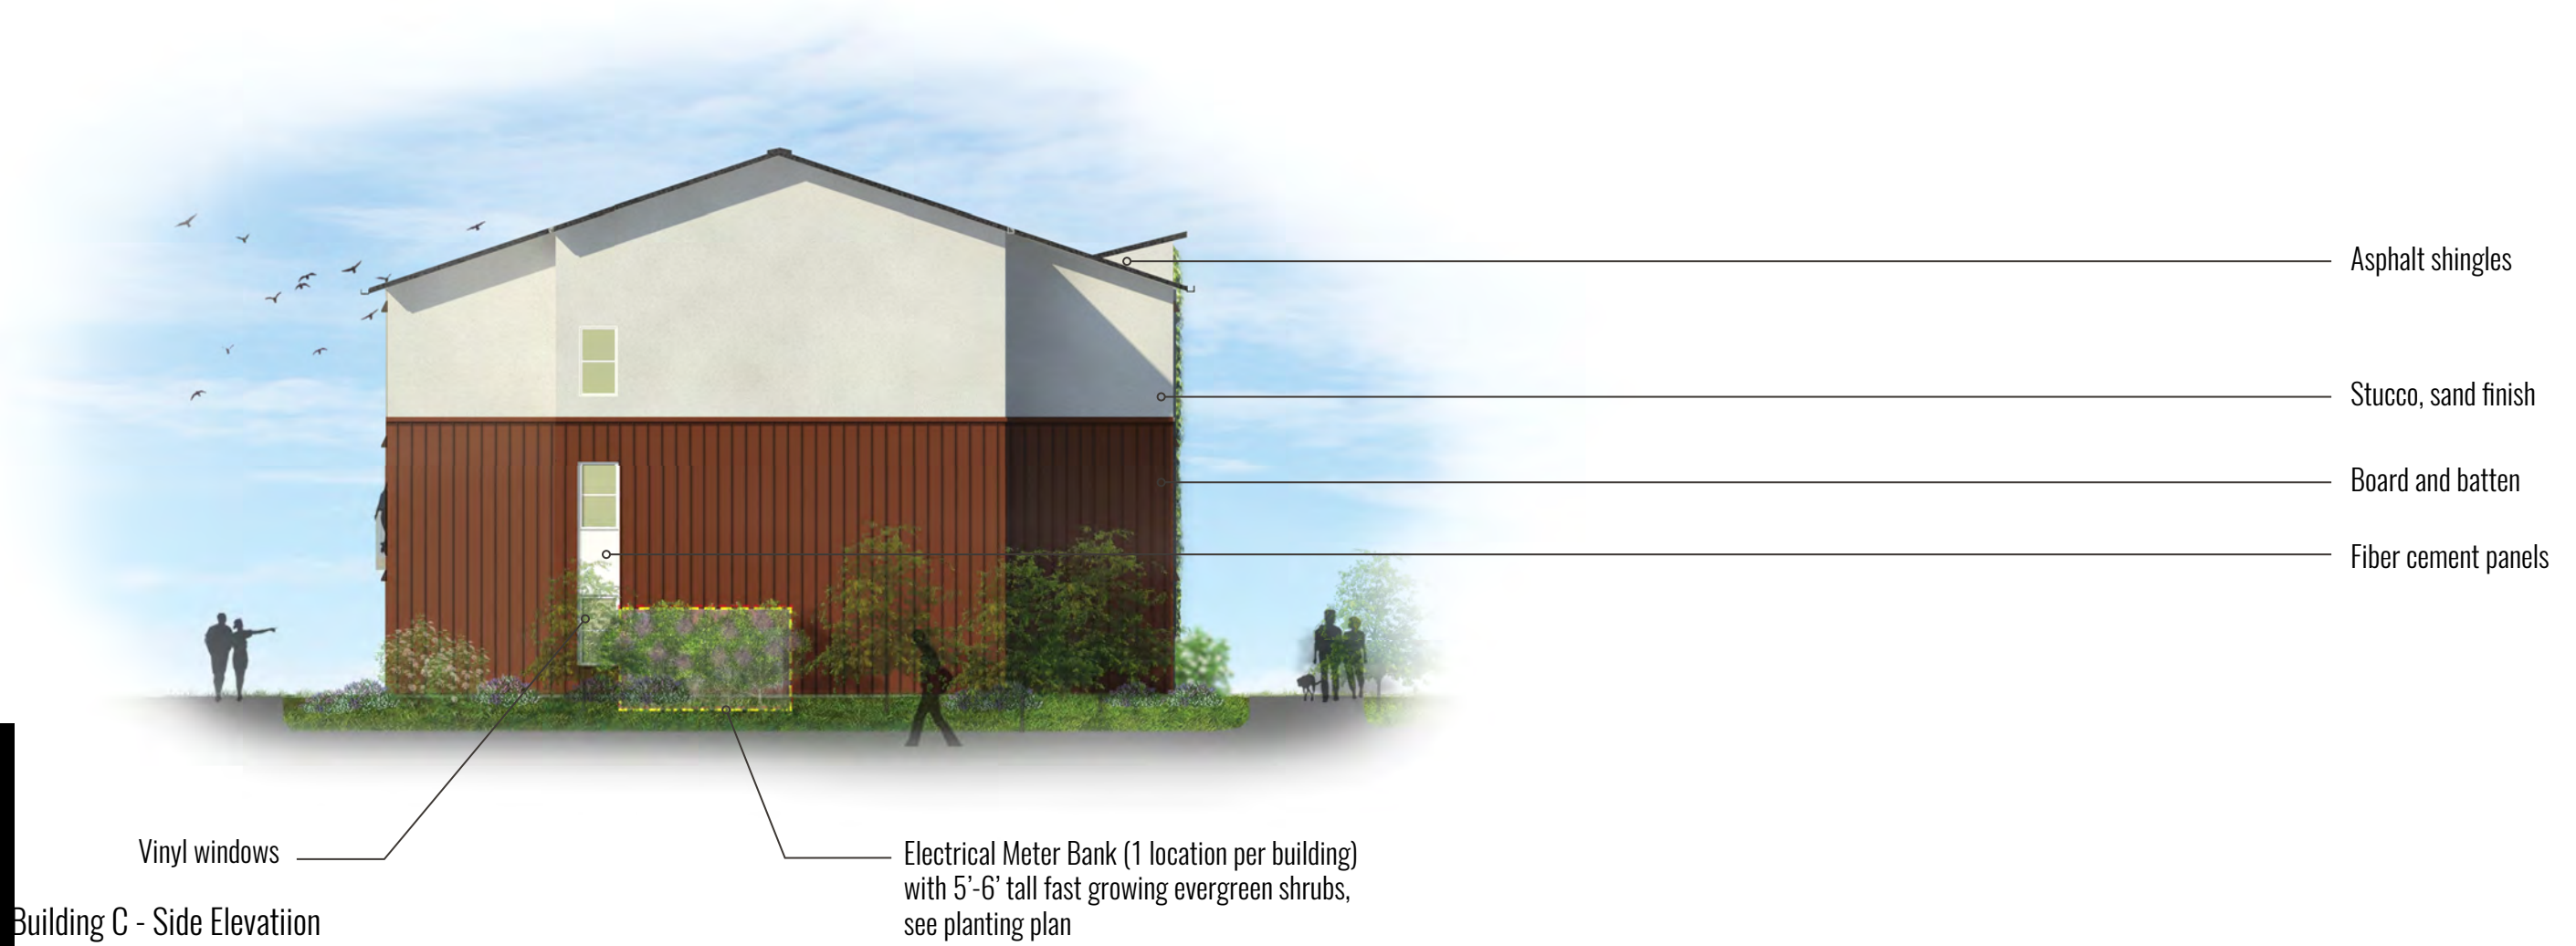 Asphalt shingles
Stucco, sand finish
Board and batten
Fiber cement panels
Vinyl windows
Electrical Meter Bank (1 location per building)
with 5’-6’ tall fast growing evergreen shrubs,
see planting plan
Building C - Side Elevatiion